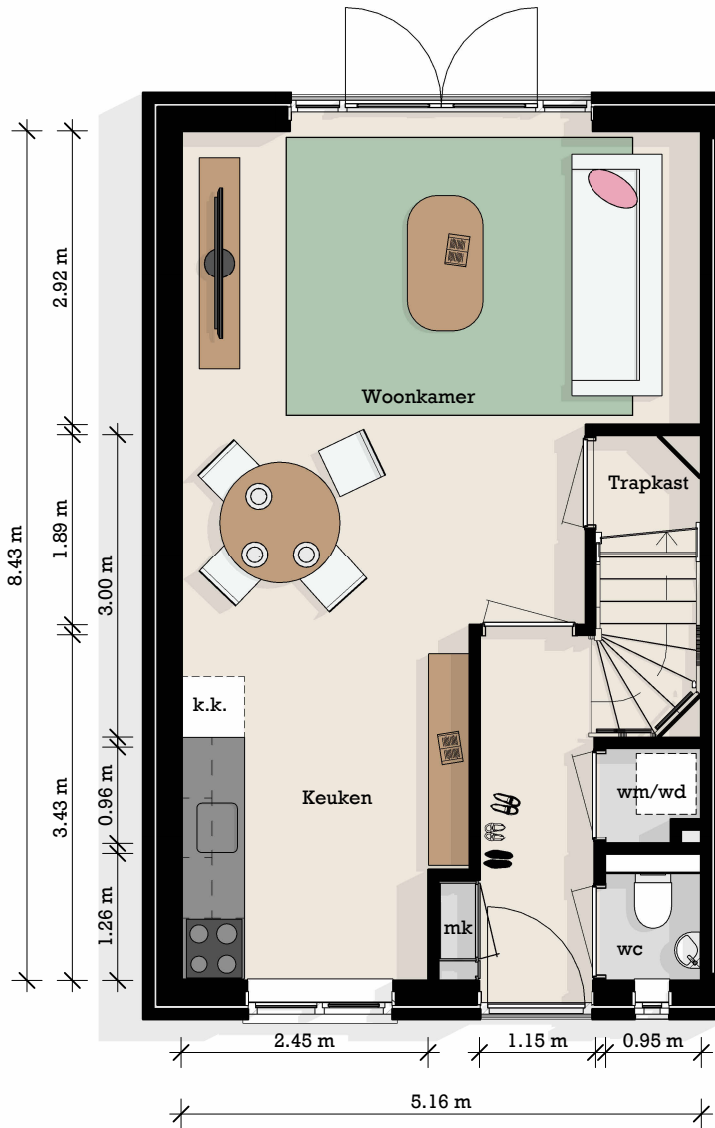 2.92 m
Woonkamer
Trapkast
8.43 m
1.89 m
3.00 m
k.k.
Keuken
wm/wd
3.43 m
0.96 m
1.26 m
mk
wc
2.45 m
1.15 m
0.95 m
5.16 m